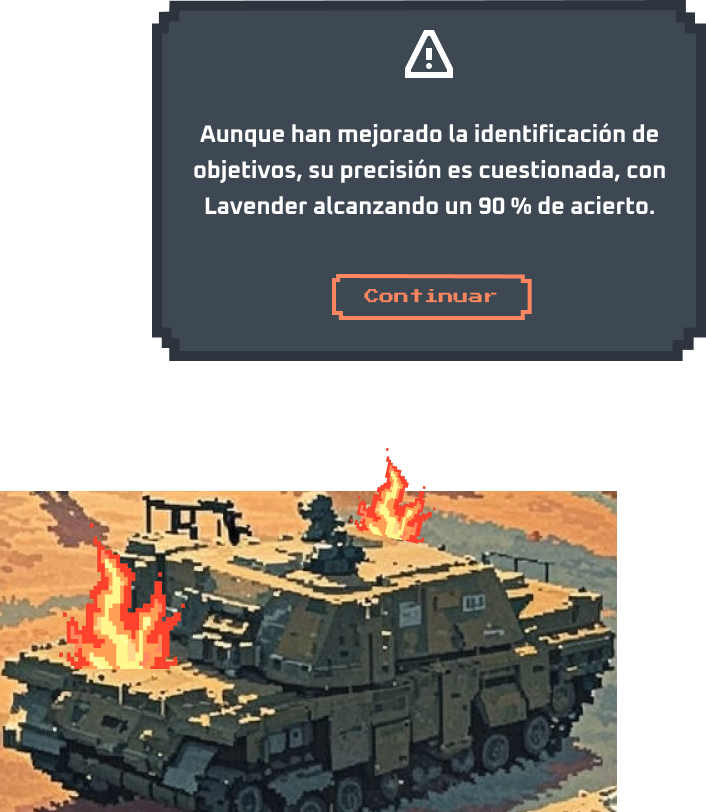 Aunque han mejorado la identificación de
objetivos, su precisión es cuestionada, con
Lavender alcanzando un 90 % de acierto.
Continuar